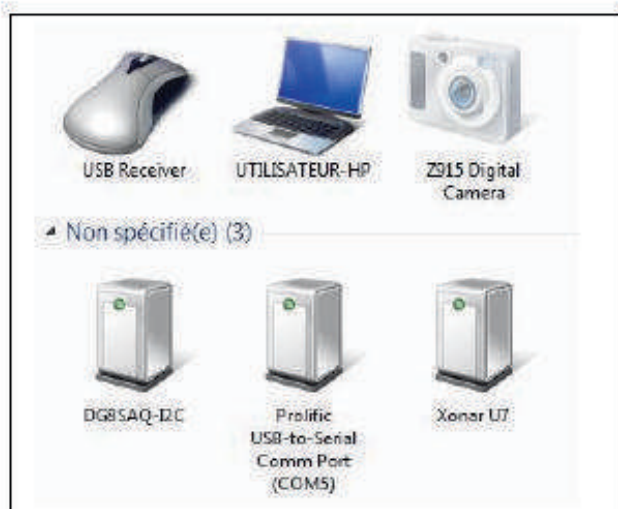 USB Receiver
UTILISATEUR-HP
Z915 Digital
Camera
Non spécifié(e) (3)
DG8SAQ-I2C
Prolific
USB-to-Serial
Comm Port
(COM5)
Xonar U7